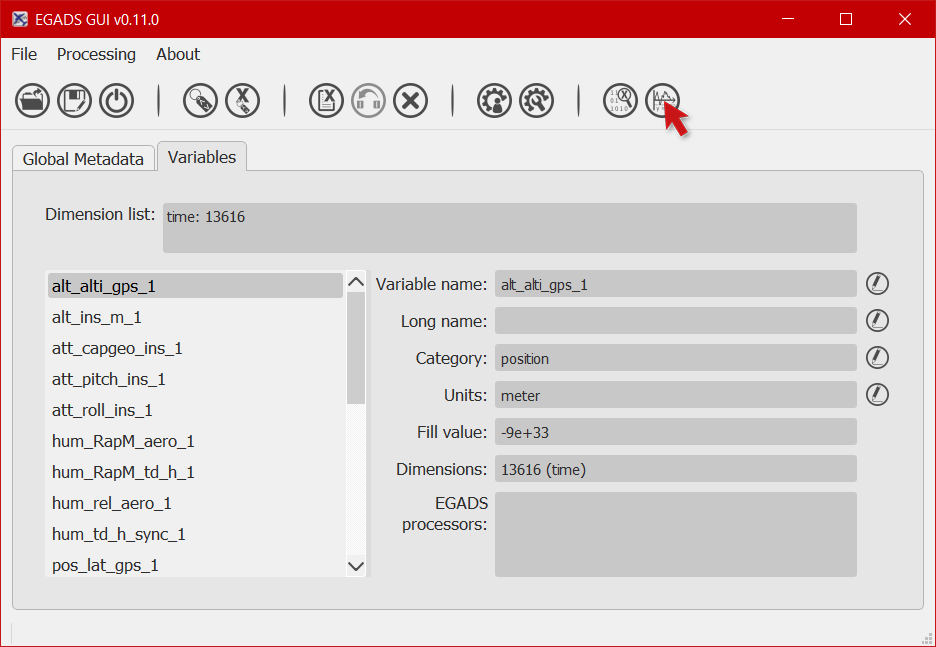 EGADS GUI v0.11.0
File Processing About
Global Metadata Variables
Dimension list: time: 13616
alt_alti_gps_1
alt_ins_m_1
att_capgeo_ins_1
att_pitch_ins_1
att_roll_ins_1
hum_RapM_aero_1
hum_RapM_td_h_1
hum_rel_aero_1
hum_td_h_sync_1
pos_lat_gps_1
Variable name: alt_alti_gps_1
Long name:
Category: position
Units: meter
Fill value: -9e+33
Dimensions: 13616 (time)
EGADS
processors: